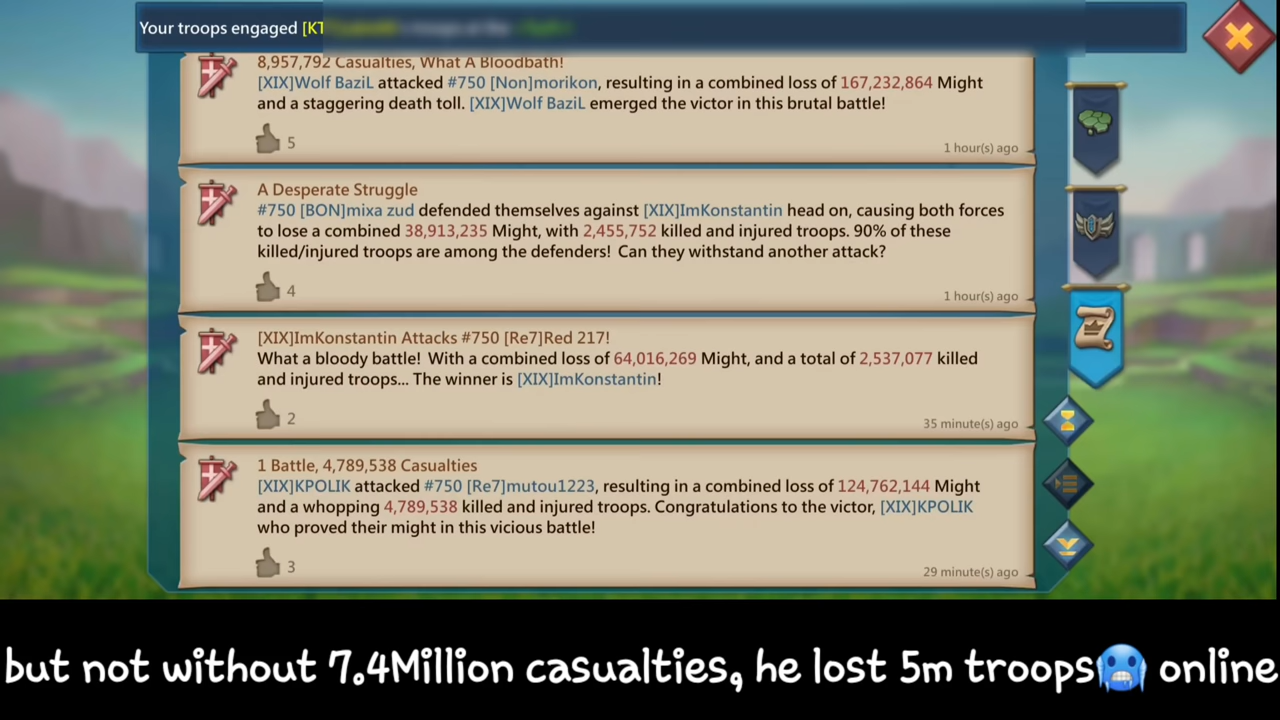 Your troops engaged [KT
8,957,792 Casualties, What A Bloodbath!
[XIX]Wolf BaziL attacked #750 [Non]morikon, resulting in a combined loss of 167,232,864 Might
and a staggering death toll. [XIX]Wolf BaziL emerged the victor in this brutal battle!
5
1 hour(s) ago
A Desperate Struggle
#750 [BON]mixa zud defended themselves against [XIX]ImKonstantin head on, causing both forces
to lose a combined 38,913,235 Might, with 2,455,752 killed and injured troops. 90% of these
killed/injured troops are among the defenders! Can they withstand another attack?
4
1 hour(s) ago
[XIX]ImKonstantin Attacks #750 [Re7]Red 217!
What a bloody battle! With a combined loss of 64,016,269 Might, and a total of 2,537,077 killed
and injured troops... The winner is [XIX]ImKonstantin!
2
35 minute(s) ago
1 Battle, 4,789,538 Casualties
[XIX]KPOLIK attacked #750 [Re7]mutou1223, resulting in a combined loss of 124,762,144 Might
and a whopping 4,789,538 killed and injured troops. Congratulations to the victor, [XIX]KPOLIK
who proved their might in this vicious battle!
3
29 minute(s) ago
but not without 7.4Million casualties, he lost 5m troops🥶 online